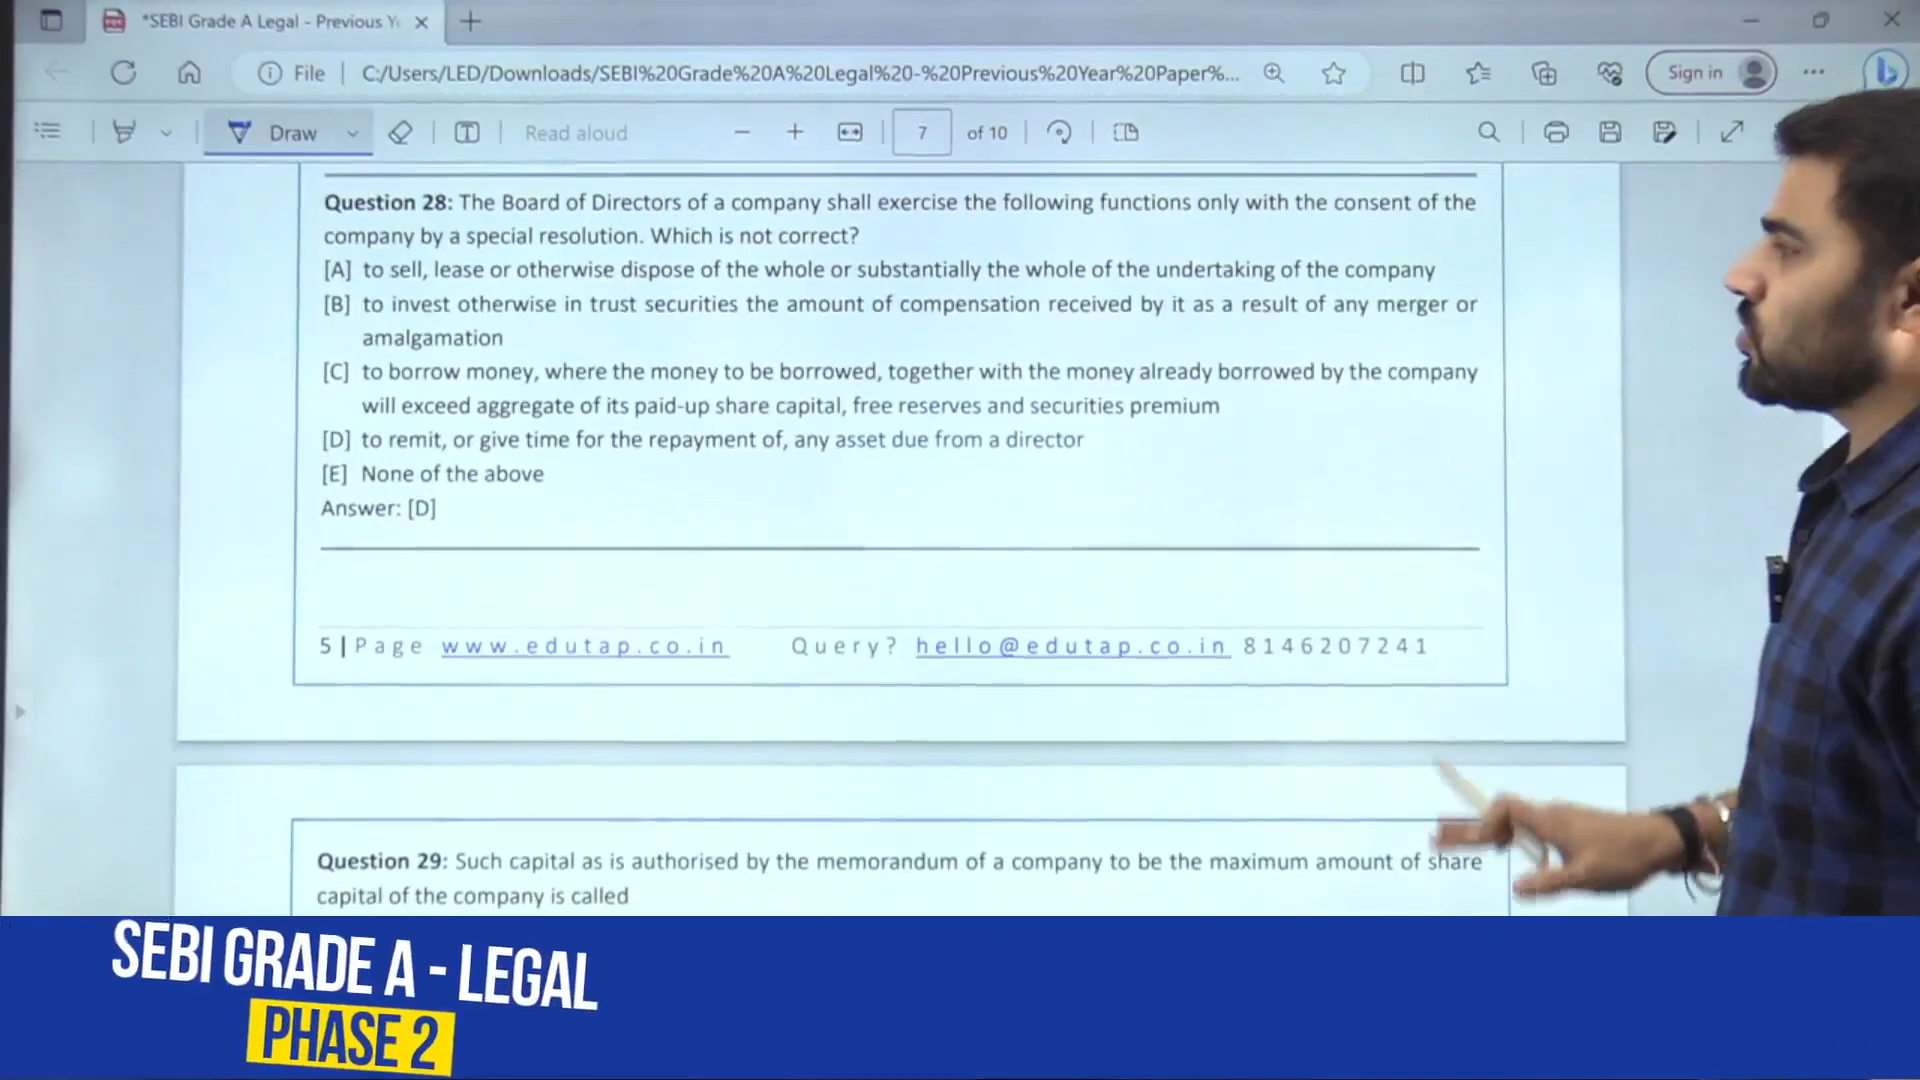 *SEBI Grade A Legal - Previous Ye
File
C:/Users/LED/Downloads/SEBI%20Grade%20A%20Legal%20-%20Previous%20Year%20Paper%...
Sign in
Draw
Read aloud
7
of 10
Question 28: The Board of Directors of a company shall exercise the following functions only with the consent of the
company by a special resolution. Which is not correct?
[A] to sell, lease or otherwise dispose of the whole or substantially the whole of the undertaking of the company
[B] to invest otherwise in trust securities the amount of compensation received by it as a result of any merger or
amalgamation
[C] to borrow money, where the money to be borrowed, together with the money already borrowed by the company
will exceed aggregate of its paid-up share capital, free reserves and securities premium
[D] to remit, or give time for the repayment of, any asset due from a director
[E] None of the above
Answer: [D]
5 | Page www.edutap.co.in Query? hello@edutap.co.in 8146207241
Question 29: Such capital as is authorised by the memorandum of a company to be the maximum amount of share
capital of the company is called
SEBI GRADE A - LEGAL
PHASE 2